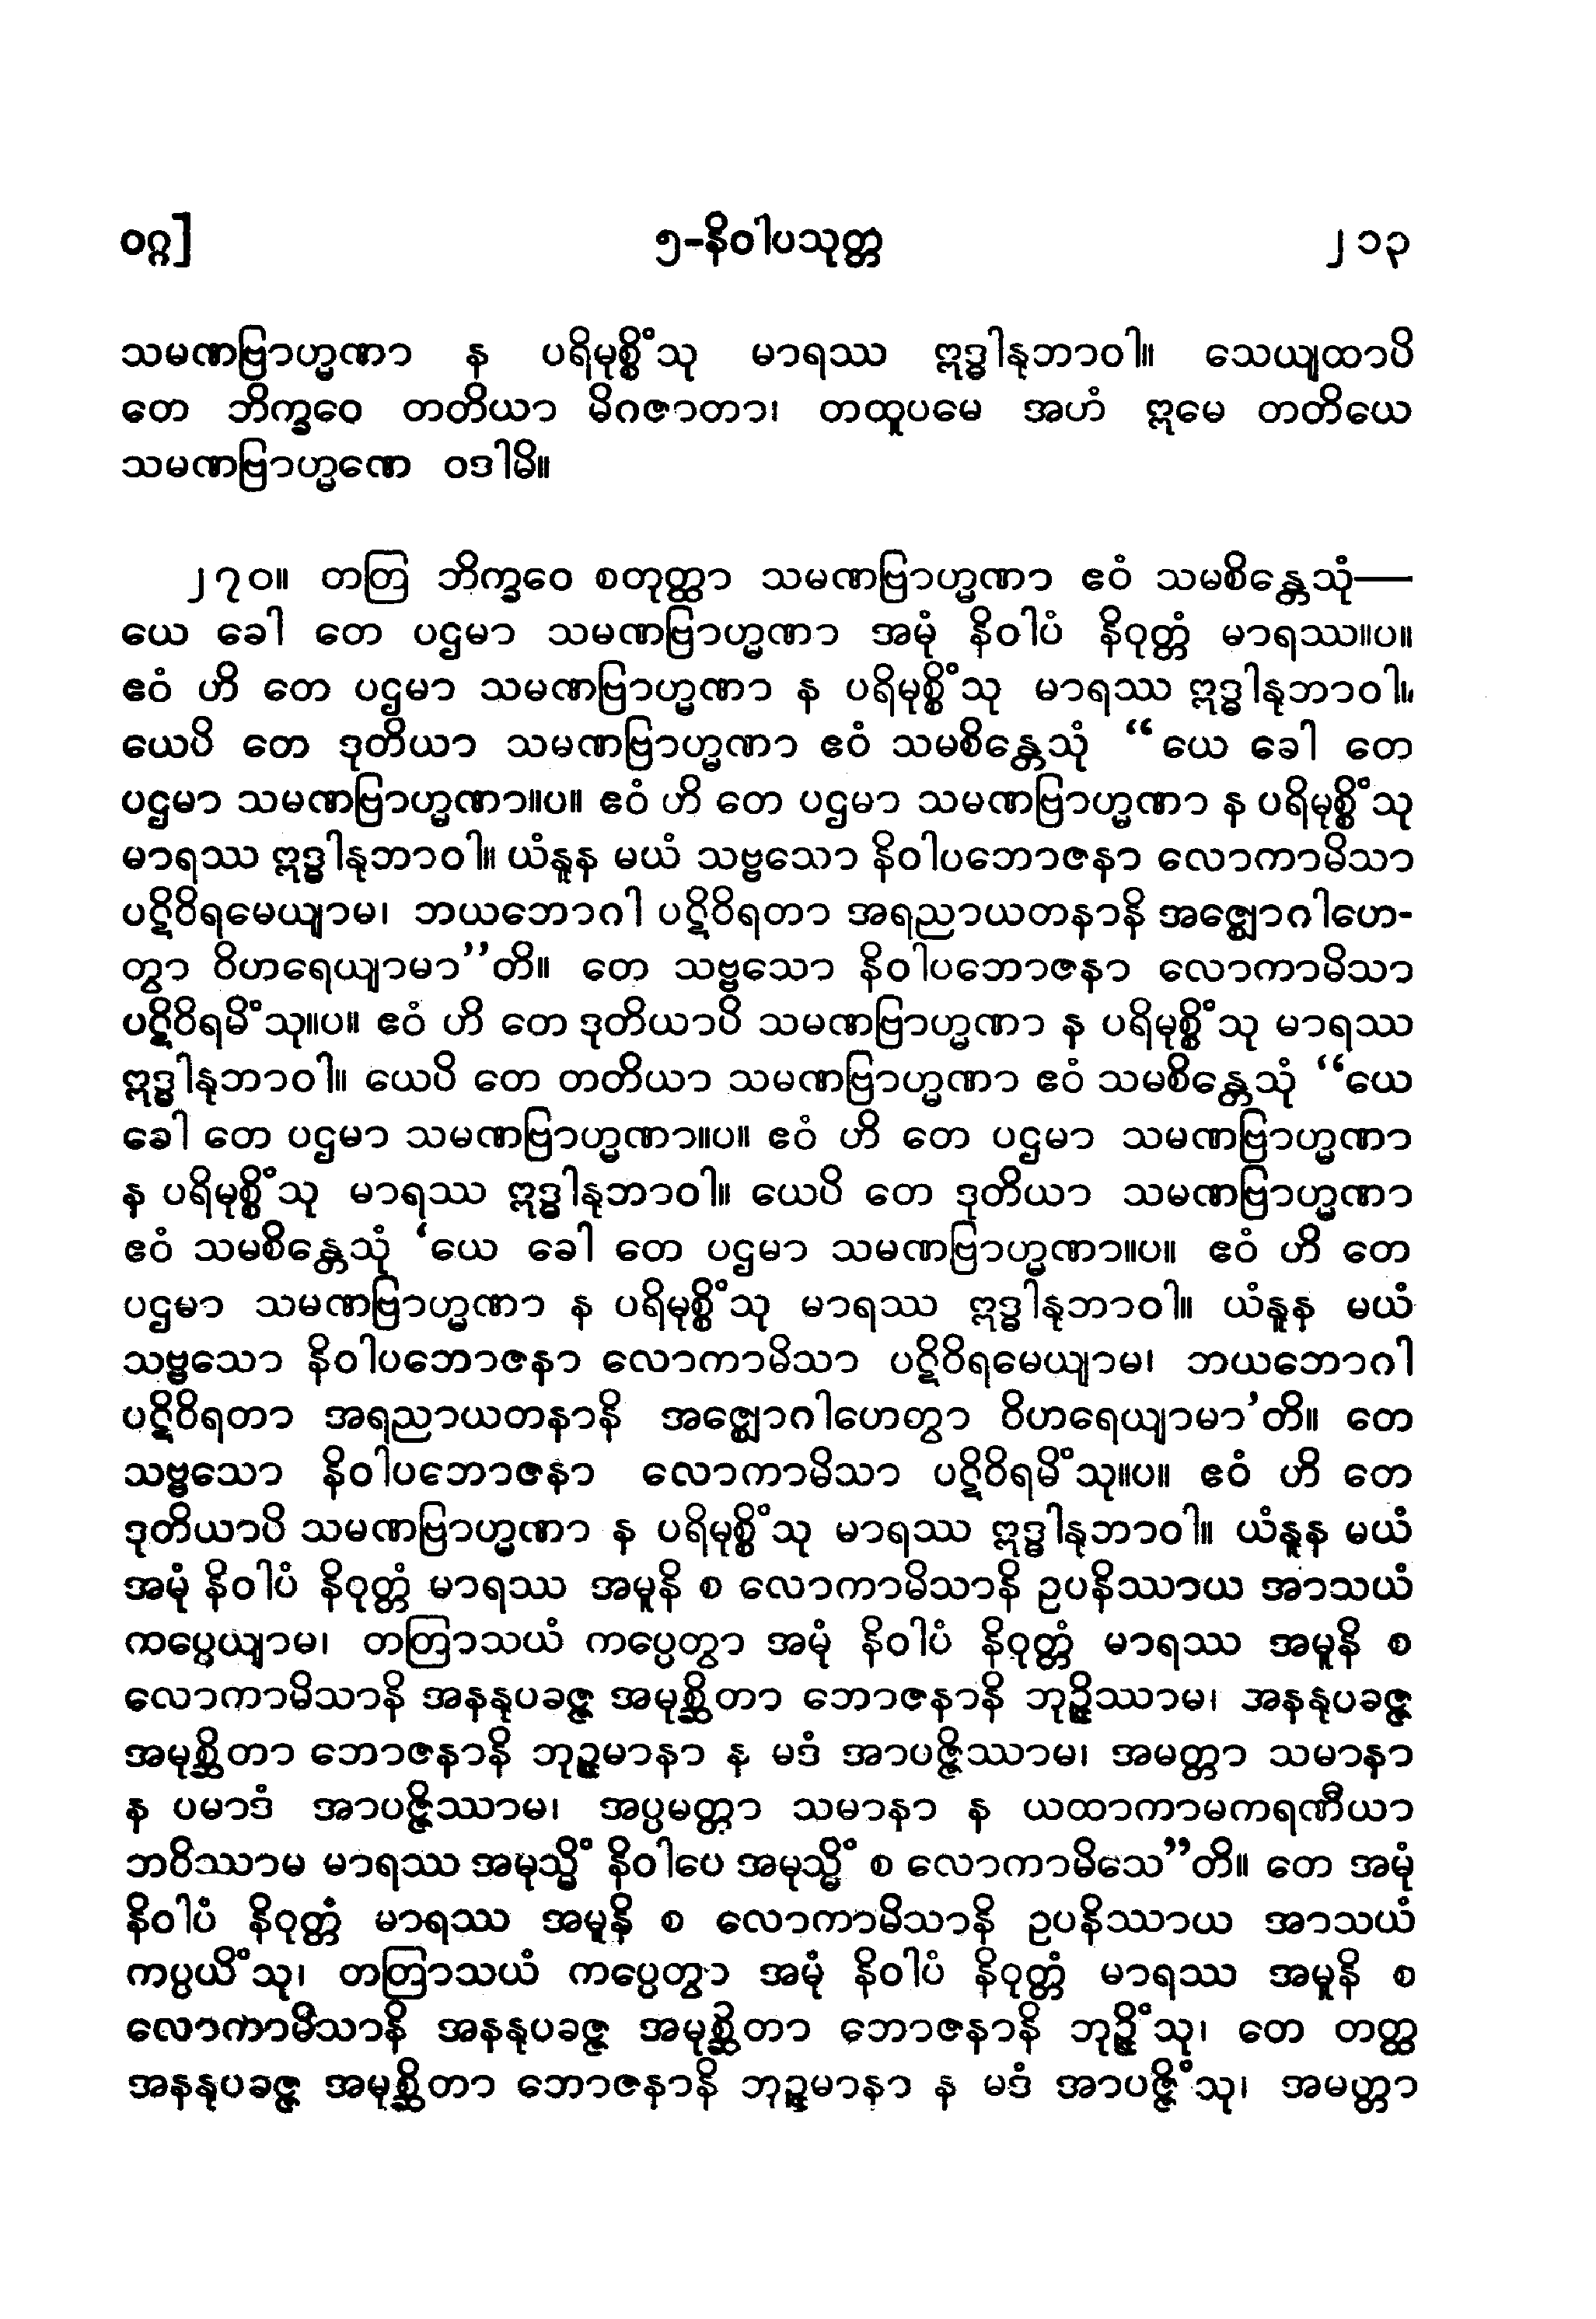 ဝဂ္ဂ] ၅-နိဝါပသုတ္တ ၂၁၃
သမဏဗြာဟ္မဏာ န ပရိမုစ္စိံသု မာရဿ ဣဒ္ဓါနုဘာဝါ။ သေယျထာပိ
တေ ဘိက္ခဝေ တတိယာ မိဂဇာတာ၊ တထူပမေ အဟံ ဣမေ တတိယေ
သမဏဗြာဟ္မဏေ ဝဒါမိ။
၂၇၀။ တတြ ဘိက္ခဝေ စတုတ္ထာ သမဏဗြာဟ္မဏာ ဧဝံ သမစိန္တေသုံ—
ယေ ခေါ တေ ပဌမာ သမဏဗြာဟ္မဏာ အမုံ နိဝါပံ နိဝုတ္တံ မာရဿ။ပ။
ဧဝံ ဟိ တေ ပဌမာ သမဏဗြာဟ္မဏာ န ပရိမုစ္စိံသု မာရဿ ဣဒ္ဓါနုဘာဝါ။
ယေပိ တေ ဒုတိယာ သမဏဗြာဟ္မဏာ ဧဝံ သမစိန္တေသုံ “ယေ ခေါ တေ
ပဌမာ သမဏဗြာဟ္မဏာ။ပ။ ဧဝံ ဟိ တေ ပဌမာ သမဏဗြာဟ္မဏာ န ပရိမုစ္စိံသု
မာရဿ ဣဒ္ဓါနုဘာဝါ။ ယံနူန မယံ သဗ္ဗသော နိဝါပဘောဇနာ လောကာမိသာ
ပဋိဝိရမေယျာမ၊ ဘယဘောဂါ ပဋိဝိရတာ အရညာယတနာနိ အဇ္ဈောဂါဟေ-
တွာ ဝိဟရေယျာမာ”တိ။ တေ သဗ္ဗသော နိဝါပဘောဇနာ လောကာမိသာ
ပဋိဝိရမိံသု။ပ။ ဧဝံ ဟိ တေ ဒုတိယာပိ သမဏဗြာဟ္မဏာ န ပရိမုစ္စိံသု မာရဿ
ဣဒ္ဓါနုဘာဝါ။ ယေပိ တေ တတိယာ သမဏဗြာဟ္မဏာ ဧဝံ သမစိန္တေသုံ “ယေ
ခေါ တေ ပဌမာ သမဏဗြာဟ္မဏာ။ပ။ ဧဝံ ဟိ တေ ပဌမာ သမဏဗြာဟ္မဏာ
န ပရိမုစ္စိံသု မာရဿ ဣဒ္ဓါနုဘာဝါ။ ယေပိ တေ ဒုတိယာ သမဏဗြာဟ္မဏာ
ဧဝံ သမစိန္တေသုံ ‘ယေ ခေါ တေ ပဌမာ သမဏဗြာဟ္မဏာ။ပ။ ဧဝံ ဟိ တေ
ပဌမာ သမဏဗြာဟ္မဏာ န ပရိမုစ္စိံသု မာရဿ ဣဒ္ဓါနုဘာဝါ။ ယံနူန မယံ
သဗ္ဗသော နိဝါပဘောဇနာ လောကာမိသာ ပဋိဝိရမေယျာမ၊ ဘယဘောဂါ
ပဋိဝိရတာ အရညာယတနာနိ အဇ္ဈောဂါဟေတွာ ဝိဟရေယျာမာ’တိ။ တေ
သဗ္ဗသော နိဝါပဘောဇနာ လောကာမိသာ ပဋိဝိရမိံသု။ပ။ ဧဝံ ဟိ တေ
ဒုတိယာပိ သမဏဗြာဟ္မဏာ န ပရိမုစ္စိံသု မာရဿ ဣဒ္ဓါနုဘာဝါ။ ယံနူန မယံ
အမုံ နိဝါပံ နိဝုတ္တံ မာရဿ အမူနိ စ လောကာမိသာနိ ဥပနိဿာယ အာသယံ
ကပ္ပေယျာမ၊ တတြာသယံ ကပ္ပေတွာ အမုံ နိဝါပံ နိဝုတ္တံ မာရဿ အမူနိ စ
လောကာမိသာနိ အနနုပခဇ္ဇ အမုစ္ဆိတာ ဘောဇနာနိ ဘုဉ္ဇိဿာမ၊ အနနုပခဇ္ဇ
အမုစ္ဆိတာ ဘောဇနာနိ ဘုဉ္ဇမာနာ န မဒံ အာပဇ္ဇိဿာမ၊ အမတ္တာ သမာနာ
န ပမာဒံ အာပဇ္ဇိဿာမ၊ အပ္ပမတ္တာ သမာနာ န ယထာကာမကရဏီယာ
ဘဝိဿာမ မာရဿ အမုသ္မိံ နိဝါပေ အမုသ္မိံ စ လောကာမိသေ”တိ။ တေ အမုံ
နိဝါပံ နိဝုတ္တံ မာရဿ အမူနိ စ လောကာမိသာနိ ဥပနိဿာယ အာသယံ
ကပ္ပယိံသု၊ တတြာသယံ ကပ္ပေတွာ အမုံ နိဝါပံ နိဝုတ္တံ မာရဿ အမူနိ စ
လောကာမိသာနိ အနနုပခဇ္ဇ အမုစ္ဆိတာ ဘောဇနာနိ ဘုဉ္ဇိံသု၊ တေ တတ္ထ
အနနုပခဇ္ဇ အမုစ္ဆိတာ ဘောဇနာနိ ဘုဉ္ဇမာနာ န မဒံ အာပဇ္ဇိံသု၊ အမတ္တာ